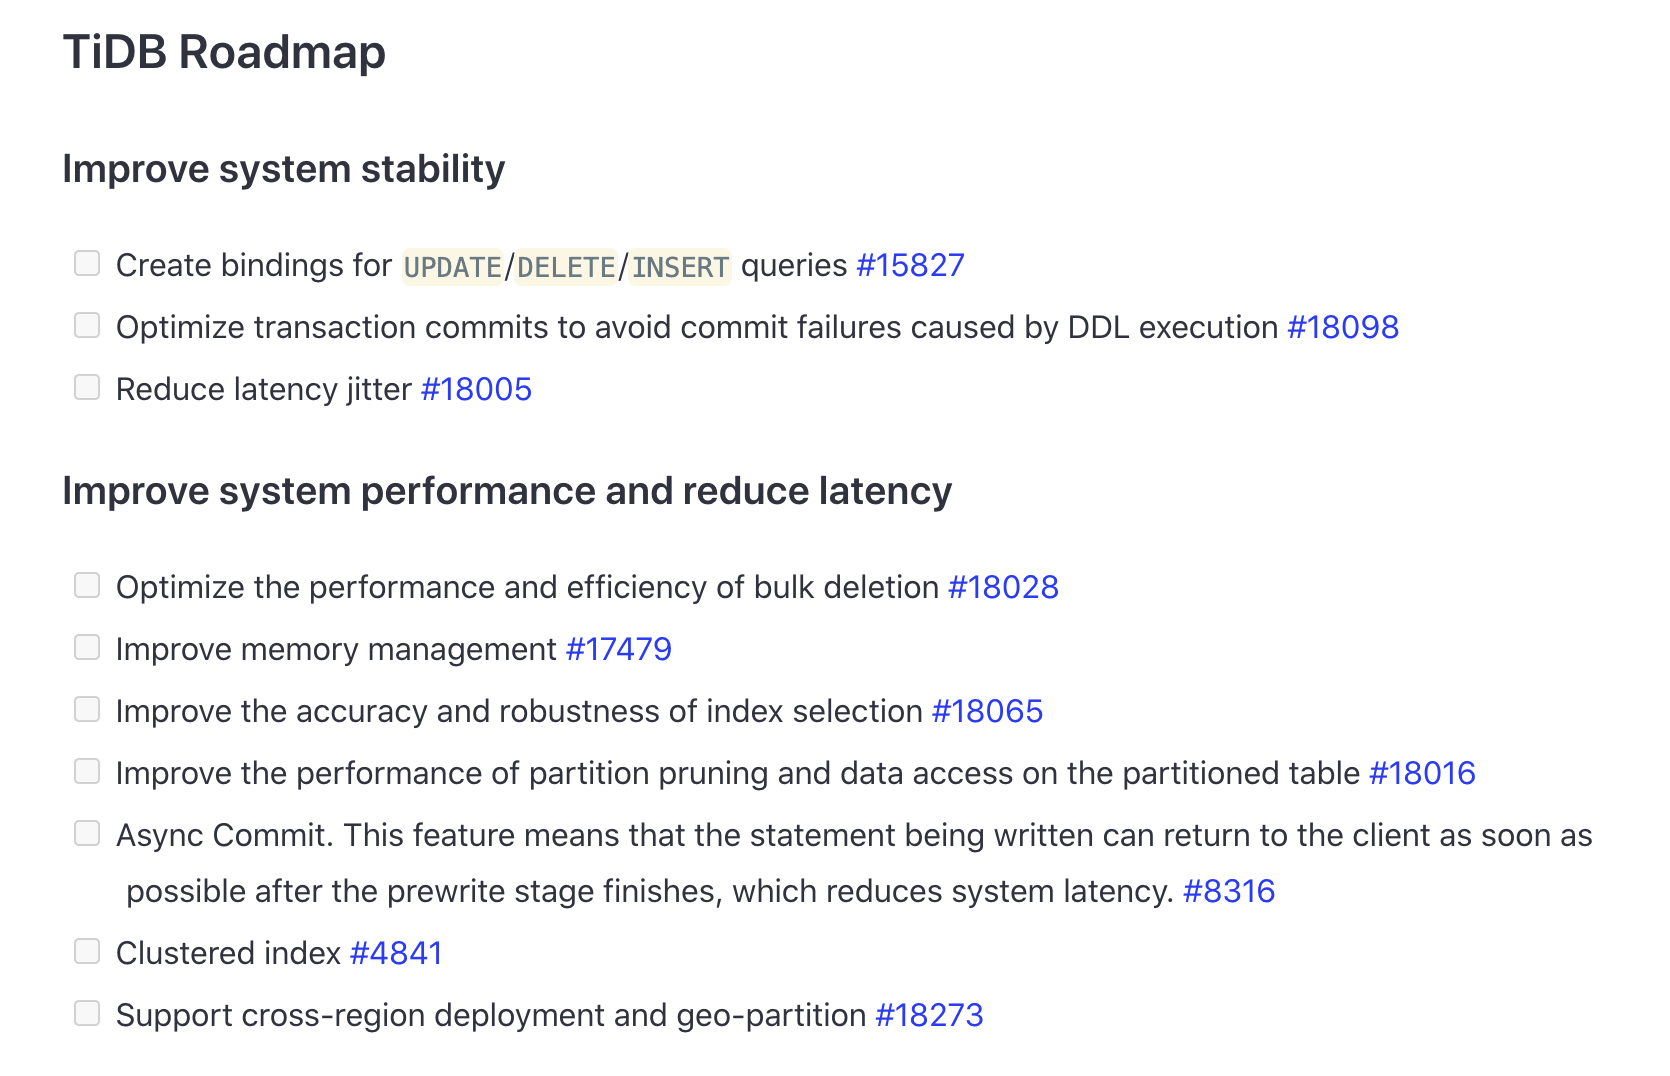 TiDB Roadmap
Improve system stability
Create bindings for UPDATE/DELETE/INSERT queries #15827
Optimize transaction commits to avoid commit failures caused by DDL execution #18098
Reduce latency jitter #18005
Improve system performance and reduce latency
Optimize the performance and efficiency of bulk deletion #18028
Improve memory management #17479
Improve the accuracy and robustness of index selection #18065
Improve the performance of partition pruning and data access on the partitioned table #18016
Async Commit. This feature means that the statement being written can return to the client as soon as
possible after the prewrite stage finishes, which reduces system latency. #8316
Clustered index #4841
Support cross-region deployment and geo-partition #18273